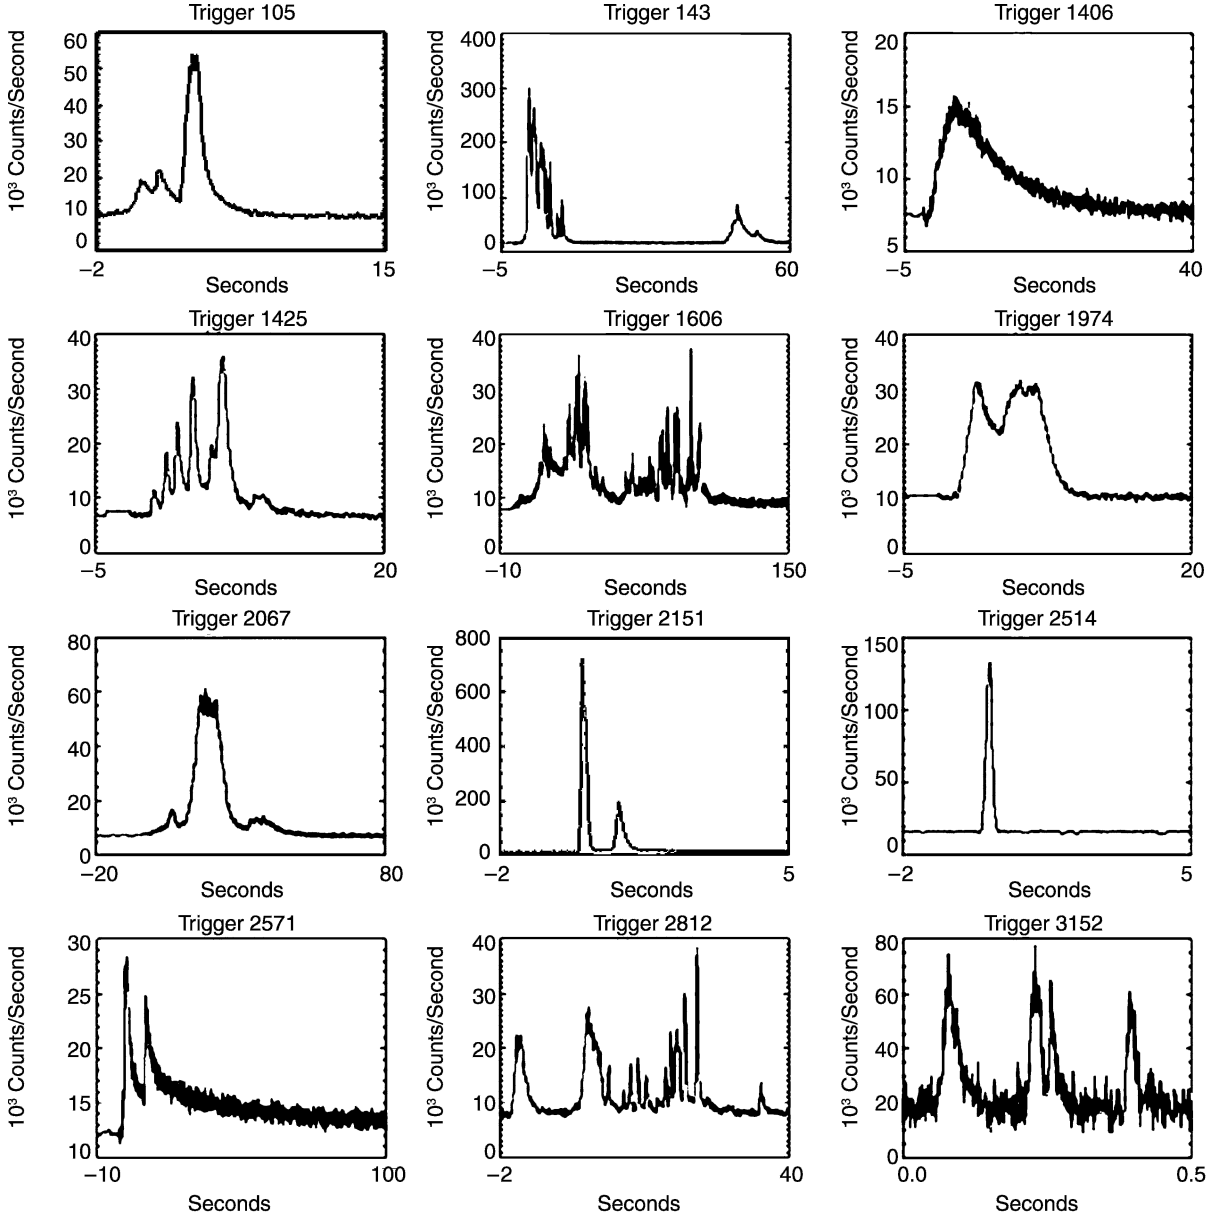 Trigger 105
Trigger 143
Trigger 1406
10³ Counts/Second
60
50
40
30
20
10
0
−2
15
Seconds
10³ Counts/Second
400
300
200
100
0
−5
60
Seconds
10³ Counts/Second
20
15
10
5
−5
40
Seconds
Trigger 1425
Trigger 1606
Trigger 1974
10³ Counts/Second
40
30
20
10
0
−5
20
Seconds
10³ Counts/Second
40
30
20
10
0
−10
150
Seconds
10³ Counts/Second
40
30
20
10
0
−5
20
Seconds
Trigger 2067
Trigger 2151
Trigger 2514
10³ Counts/Second
80
60
40
20
0
−20
80
Seconds
10³ Counts/Second
800
600
400
200
0
−2
5
Seconds
10³ Counts/Second
150
100
50
0
−2
5
Seconds
Trigger 2571
Trigger 2812
Trigger 3152
10³ Counts/Second
30
25
20
15
10
−10
100
Seconds
10³ Counts/Second
40
30
20
10
0
−2
40
Seconds
10³ Counts/Second
80
60
40
20
0
0.0
0.5
Seconds